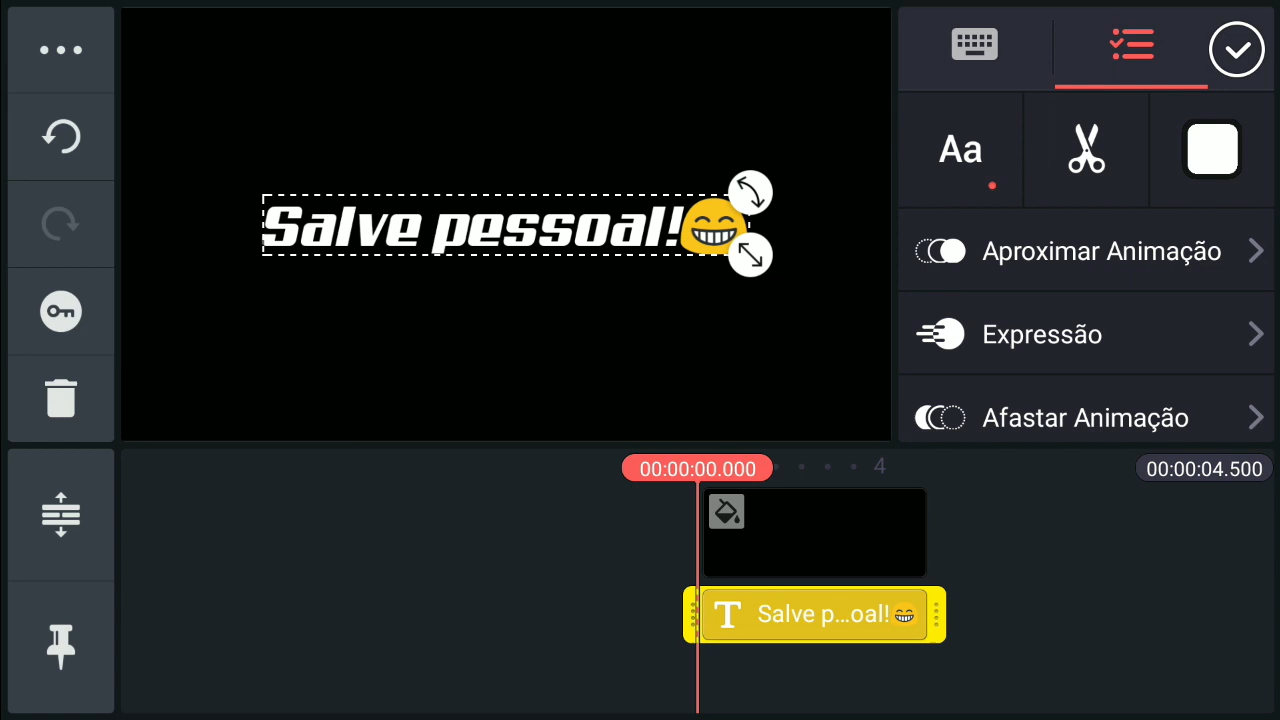 Salve pessoal!😁
Aa
Aproximar Animação
Expressão
Afastar Animação
00:00:00.000
4
00:00:04.500
T Salve p...oal!😁